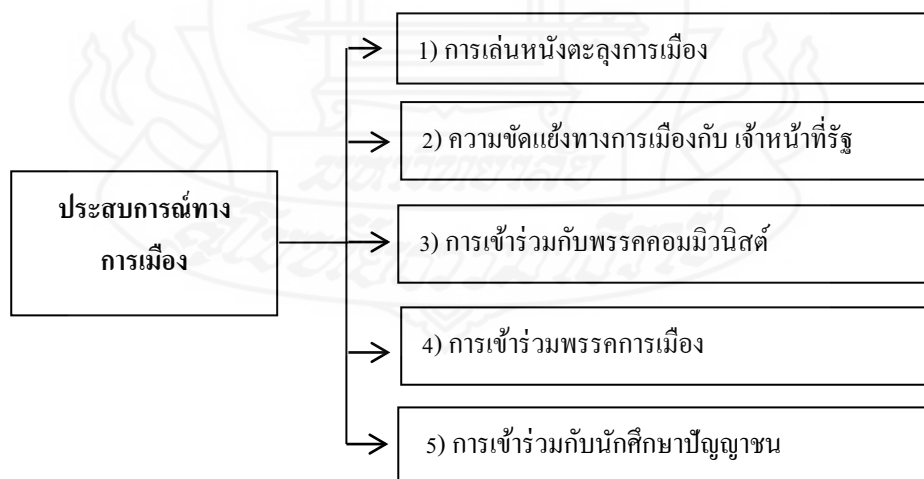 1) การเล่นหนังตะลุงการเมือง
2) ความขัดแย้งทางการเมืองกับ เจ้าหน้าที่รัฐ
ประสบการณ์ทาง
การเมือง
3) การเข้าร่วมกับพรรคคอมมิวนิสต์
4) การเข้าร่วมพรรคการเมือง
5) การเข้าร่วมกับนักศึกษาปัญญาชน